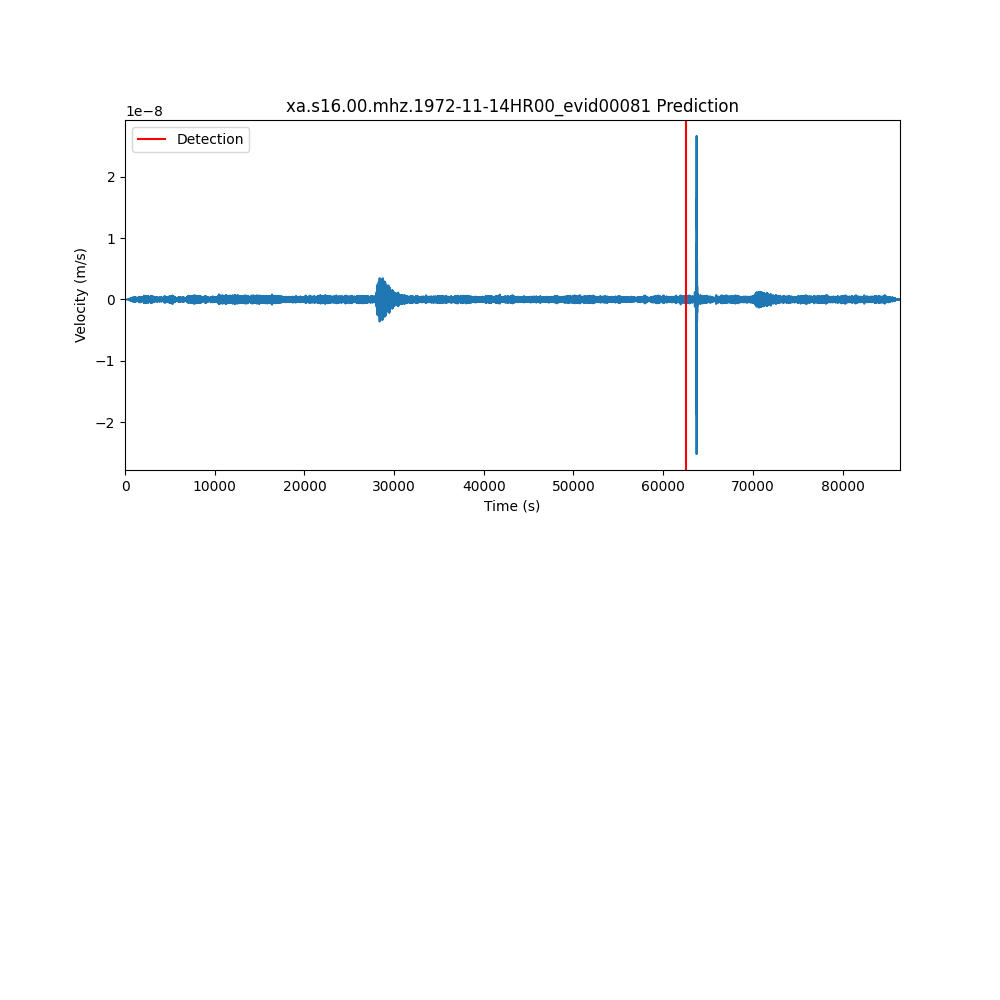 xa.s16.00.mhz.1972-11-14HR00_evid00081 Prediction
1e−8
Detection
Velocity (m/s)
2
1
0
−1
−2
0 10000 20000 30000 40000 50000 60000 70000 80000
Time (s)